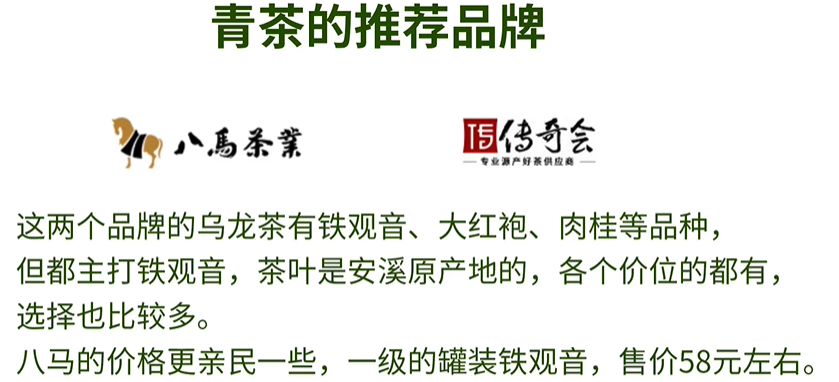 青茶的推荐品牌
八馬茶業
传奇会
专业源产好茶供应商
这两个品牌的乌龙茶有铁观音、大红袍、肉桂等品种，
但都主打铁观音，茶叶是安溪原产地的，各个价位的都有，
选择也比较多。
八马的价格更亲民一些，一级的罐装铁观音，售价58元左右。